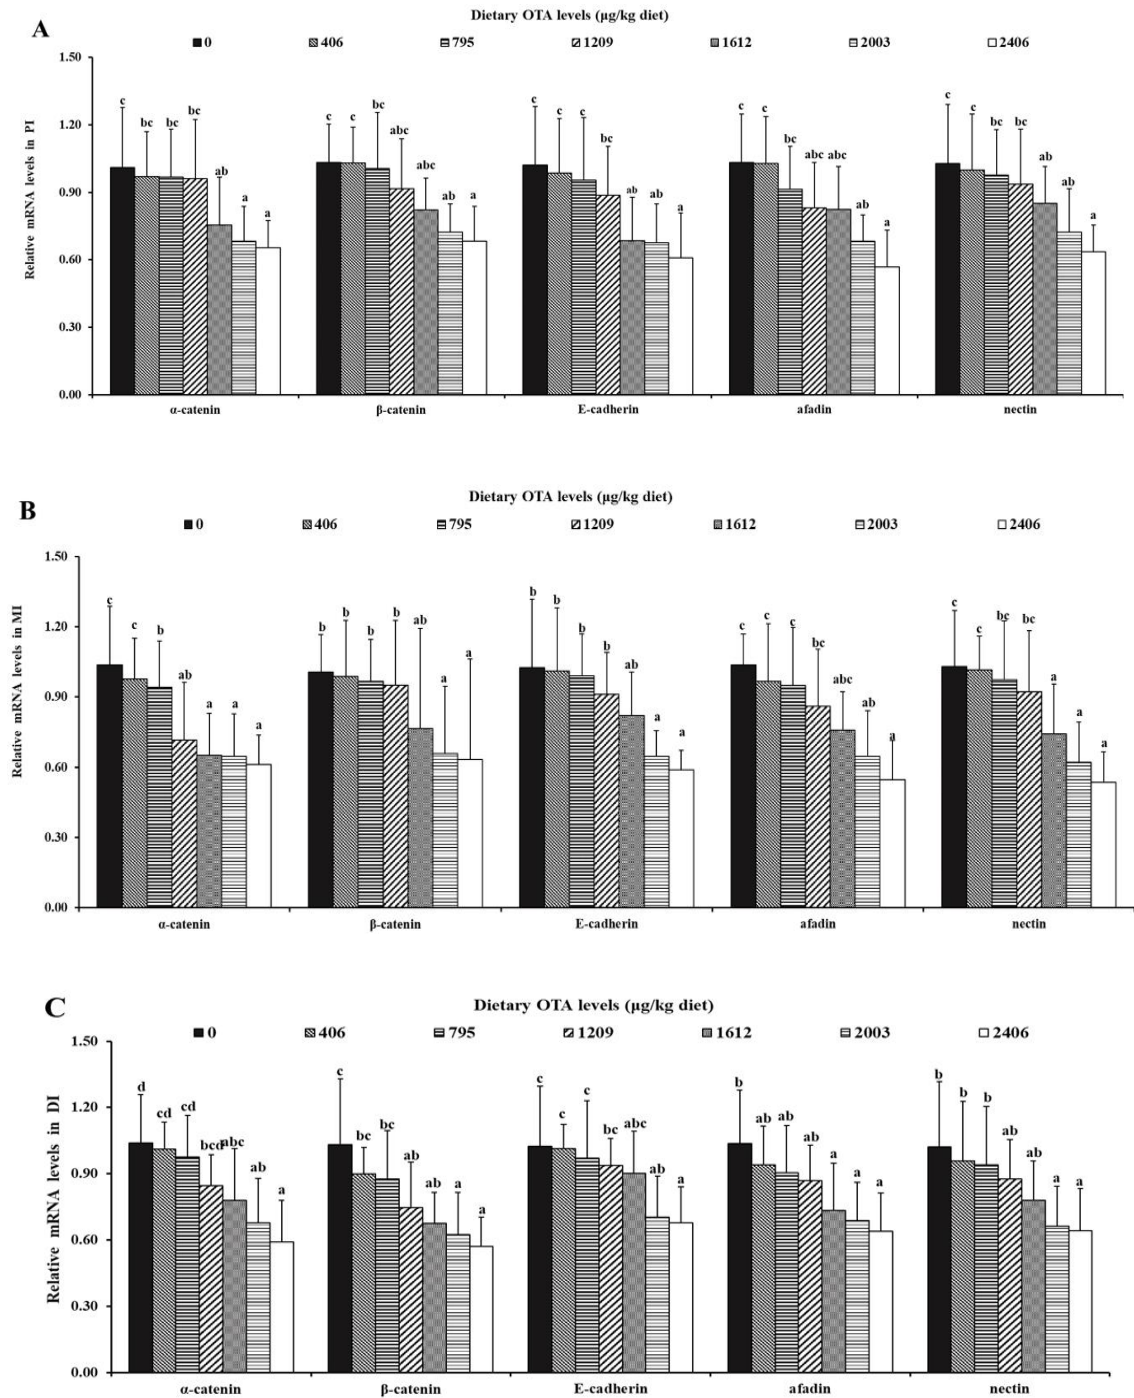 A
Dietary OTA levels (µg/kg diet)
0 406 795 1209 1612 2003 2406
Relative mRNA levels in PI
1.50
1.20
0.90
0.60
0.30
0.00
c bc bc bc ab a a
c c bc abc abc ab a
c c c bc ab ab a
c c bc abc abc ab a
c c bc bc ab a a
α-catenin β-catenin E-cadherin afadin nectin
B
Dietary OTA levels (µg/kg diet)
0 406 795 1209 1612 2003 2406
Relative mRNA levels in MI
1.50
1.20
0.90
0.60
0.30
0.00
c c b ab a a a
b b b b ab a a
b b b b ab a a
c c c bc abc ab a
c c bc bc a a a
α-catenin β-catenin E-cadherin afadin nectin
C
Dietary OTA levels (µg/kg diet)
0 406 795 1209 1612 2003 2406
Relative mRNA levels in DI
1.50
1.20
0.90
0.60
0.30
0.00
d cd cd bcd abc ab a
c bc bc ab ab a a
c c c bc abc ab a
b ab ab ab a a a
b b b ab ab a a
α-catenin β-catenin E-cadherin afadin nectin